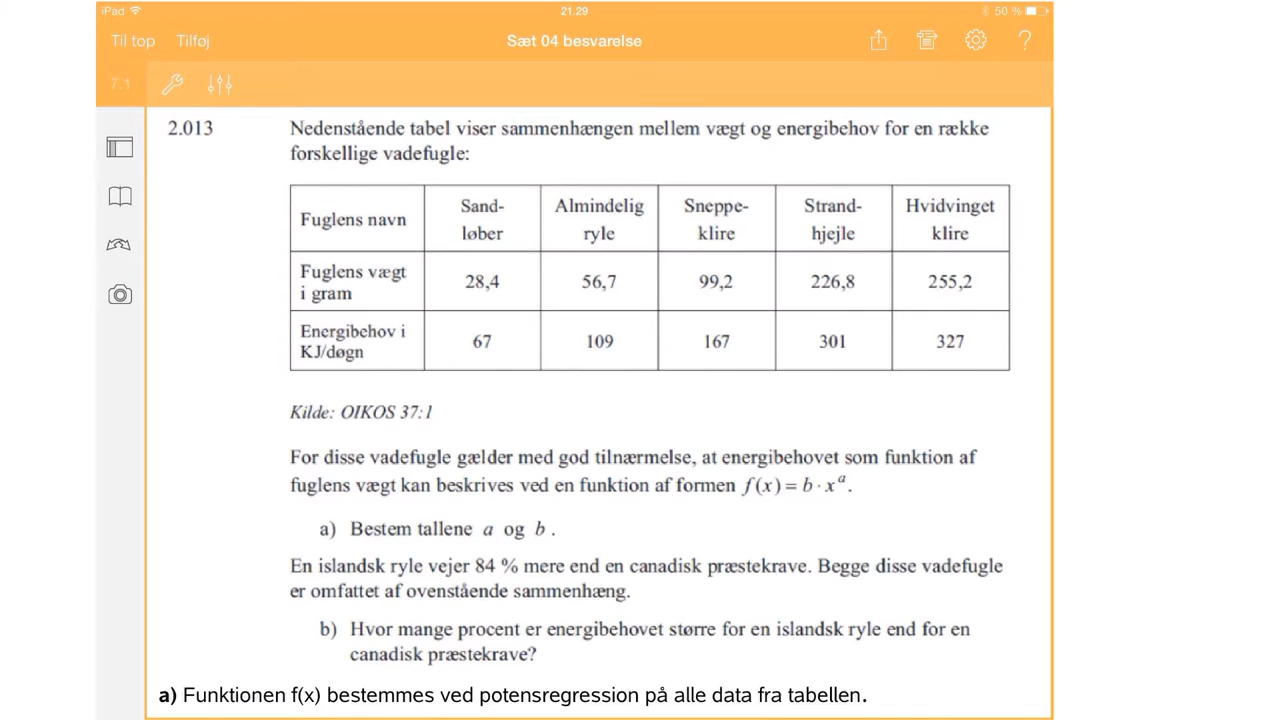 iPad 21.29 50 %
Til top Tilføj Sæt 04 besvarelse ?
7.1
2.013 Nedenstående tabel viser sammenhængen mellem vægt og energibehov for en række
forskellige vadefugle:
Fuglens navn Sand-løber Almindelig ryle Sneppe-klire Strand-hjejle Hvidvinget klire
Fuglens vægt i gram 28,4 56,7 99,2 226,8 255,2
Energibehov i KJ/døgn 67 109 167 301 327
Kilde: OIKOS 37:1
For disse vadefugle gælder med god tilnærmelse, at energibehovet som funktion af
fuglens vægt kan beskrives ved en funktion af formen f(x) = b · xᵃ.
a) Bestem tallene a og b .
En islandsk ryle vejer 84 % mere end en canadisk præstekrave. Begge disse vadefugle
er omfattet af ovenstående sammenhæng.
b) Hvor mange procent er energibehovet større for en islandsk ryle end for en
canadisk præstekrave?
a) Funktionen f(x) bestemmes ved potensregression på alle data fra tabellen.